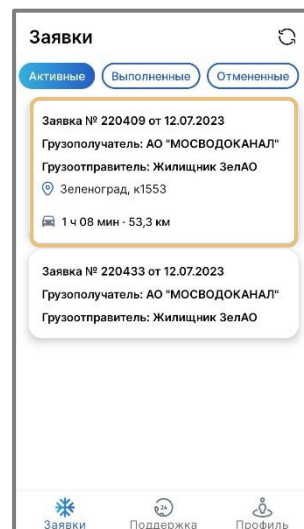 Заявки
Активные Выполненные Отмененные
Заявка № 220409 от 12.07.2023
Грузополучатель: АО "МОСВОДОКАНАЛ"
Грузоотправитель: Жилищник ЗелАО
Зеленоград, к1553
1 ч 08 мин · 53,3 км
Заявка № 220433 от 12.07.2023
Грузополучатель: АО "МОСВОДОКАНАЛ"
Грузоотправитель: Жилищник ЗелАО
24
Заявки Поддержка Профиль